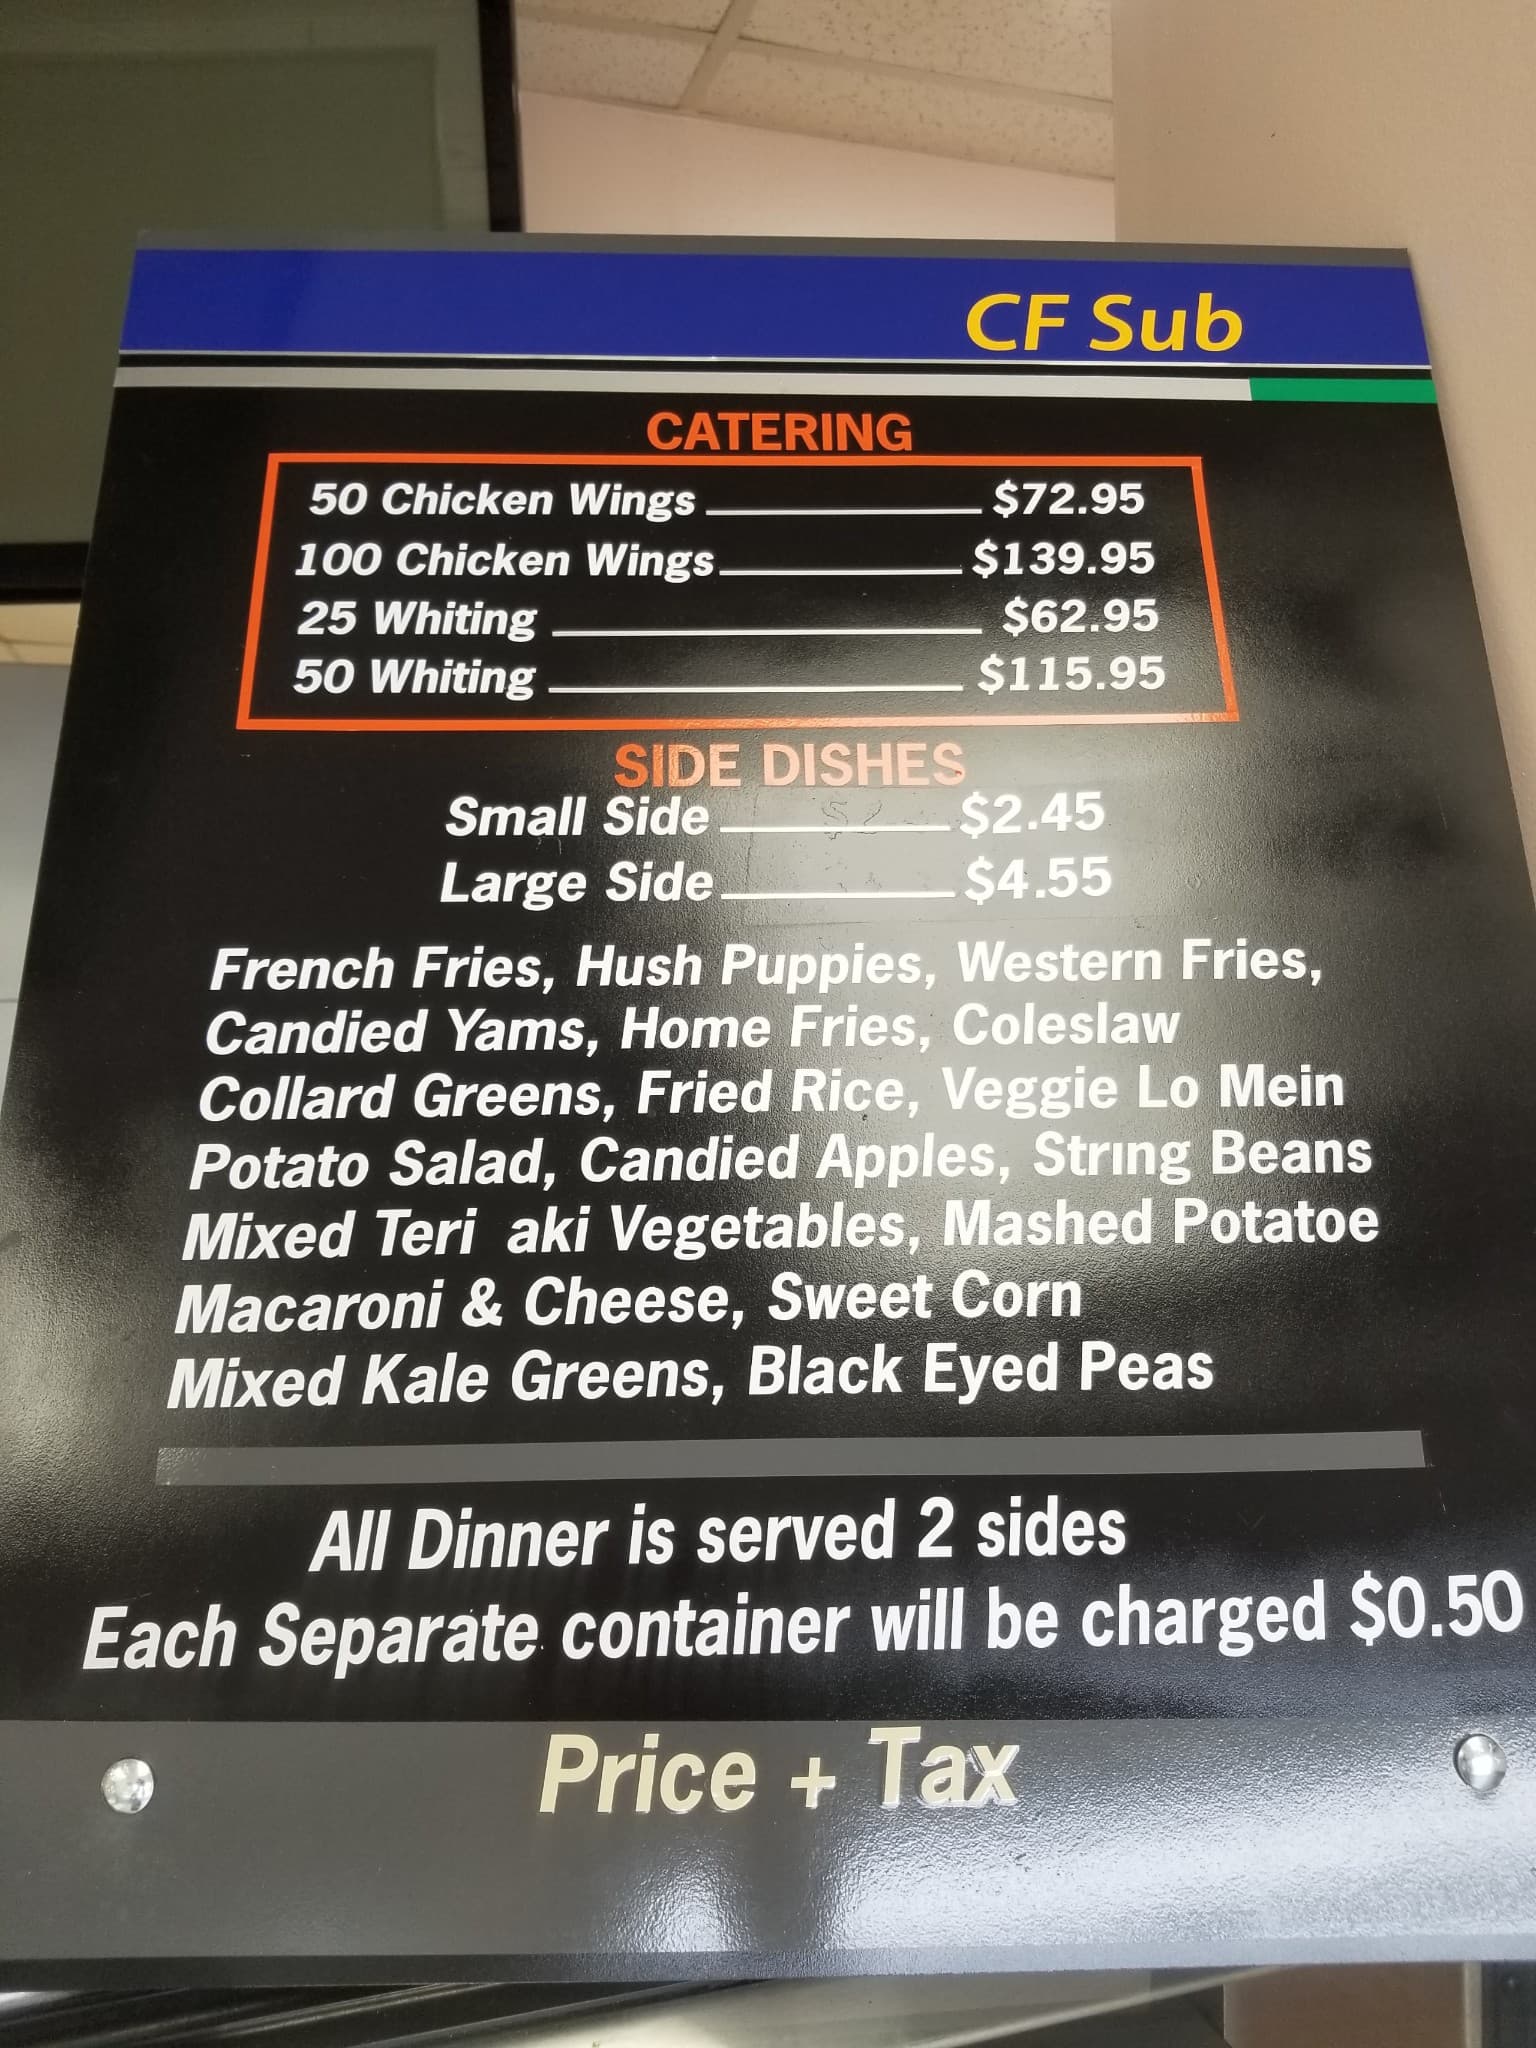 CF Sub
CATERING
50 Chicken Wings $72.95
100 Chicken Wings $139.95
25 Whiting $62.95
50 Whiting $115.95
SIDE DISHES
Small Side $2.45
Large Side $4.55
French Fries, Hush Puppies, Western Fries,
Candied Yams, Home Fries, Coleslaw
Collard Greens, Fried Rice, Veggie Lo Mein
Potato Salad, Candied Apples, String Beans
Mixed Teri aki Vegetables, Mashed Potatoe
Macaroni & Cheese, Sweet Corn
Mixed Kale Greens, Black Eyed Peas
All Dinner is served 2 sides
Each Separate container will be charged $0.50
Price + Tax